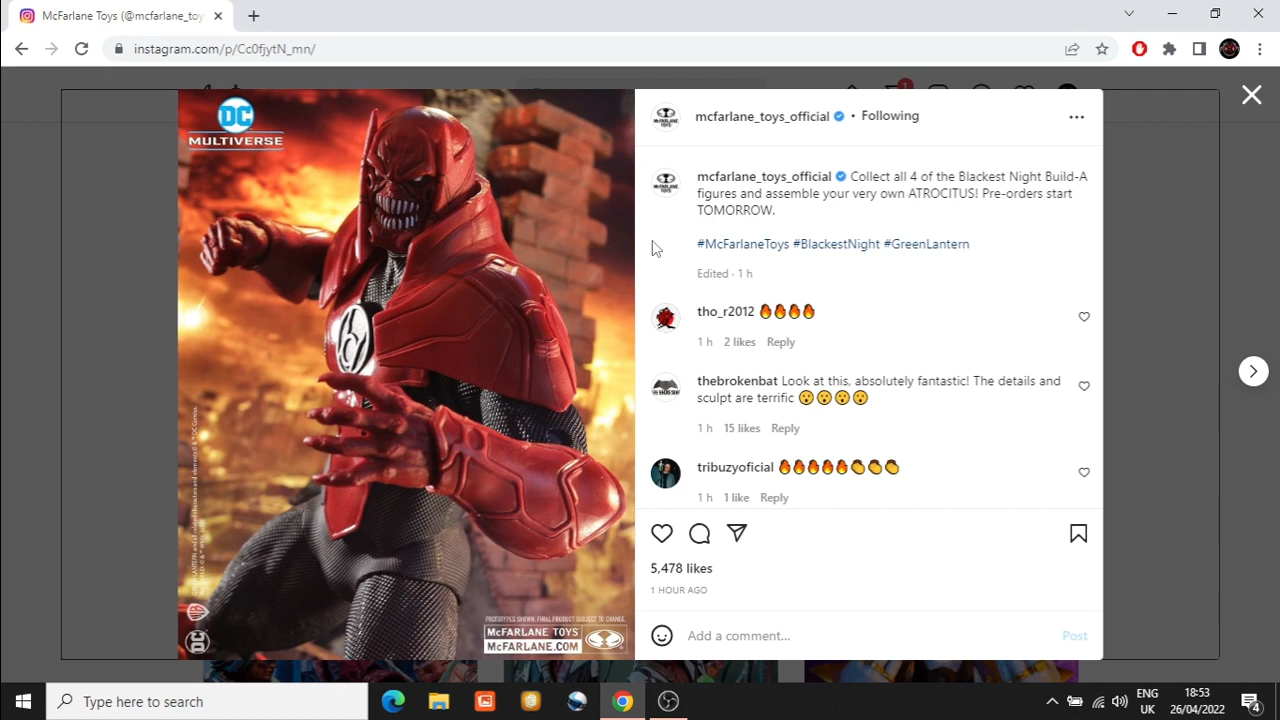 McFarlane Toys (@mcfarlane_toy
instagram.com/p/Cc0fjytN_mn/
DC
MULTIVERSE
mcfarlane_toys_official • Following
mcfarlane_toys_official Collect all 4 of the Blackest Night Build-A
figures and assemble your very own ATROCITUS! Pre-orders start
TOMORROW.
#McFarlaneToys #BlackestNight #GreenLantern
Edited · 1 h
tho_r2012 🔥🔥🔥🔥
1 h 2 likes Reply
thebrokenbat Look at this, absolutely fantastic! The details and
sculpt are terrific 😮😮😮😮
1 h 15 likes Reply
tribuzyoficial 🔥🔥🔥🔥🔥👏👏👏
1 h 1 like Reply
5,478 likes
1 HOUR AGO
Add a comment...
Post
PROTOTYPES SHOWN. FINAL PRODUCT SUBJECT TO CHANGE.
McFARLANE TOYS
McFARLANE.COM
Type here to search
ENG
UK
18:53
26/04/2022
4